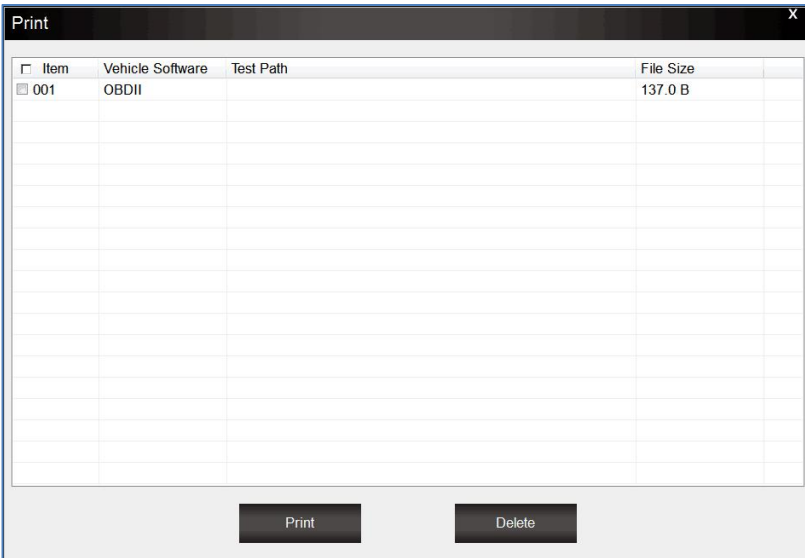 Print X
Item Vehicle Software Test Path File Size
001 OBDII 137.0 B
Print Delete